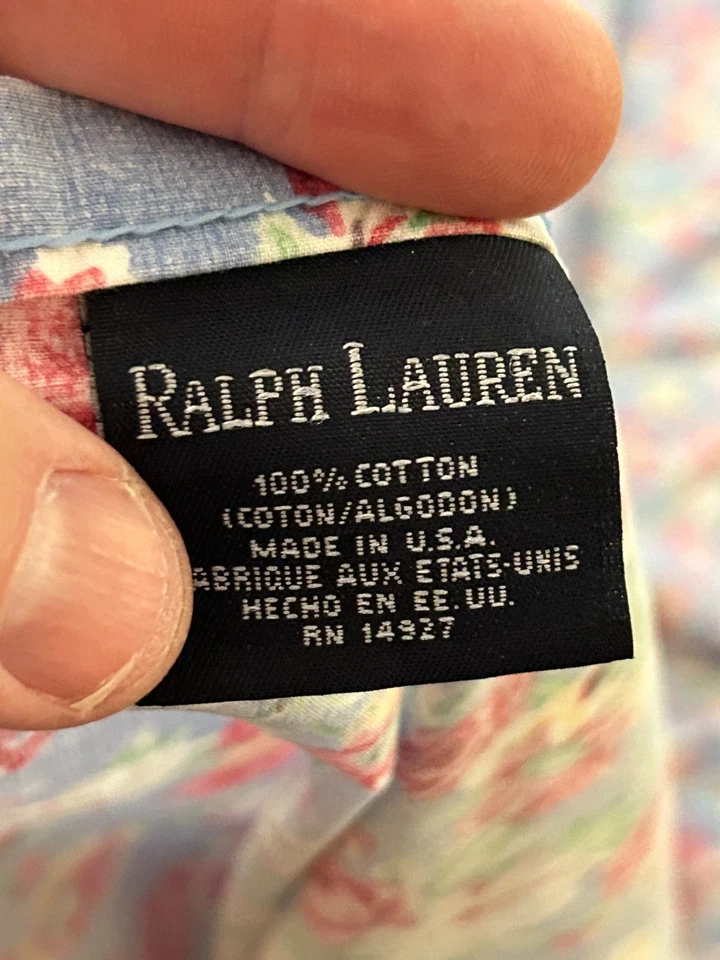 RALPH LAUREN
100% COTTON
(COTON/ALGODON)
MADE IN U.S.A.
ABRIQUE AUX ETATS-UNIS
HECHO EN EE.UU.
RN 14927